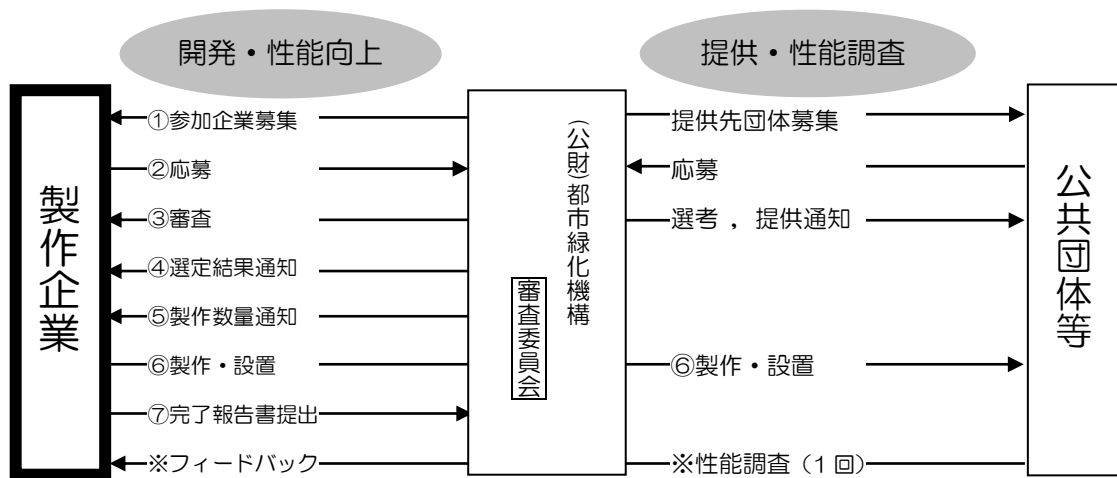 開発・性能向上
提供・性能調査
製作企業
①参加企業募集
②応募
③審査
④選定結果通知
⑤製作数量通知
⑥製作・設置
⑦完了報告書提出
※フィードバック
（公財）都市緑化機構
審査委員会
提供先団体募集
応募
選考，提供通知
⑥製作・設置
※性能調査（1回）
公共団体等